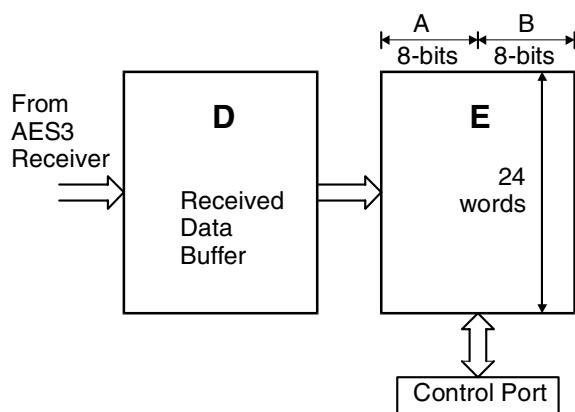 A
B
8-bits
8-bits
From
AES3
Receiver
D
Received
Data
Buffer
E
24
words
Control Port